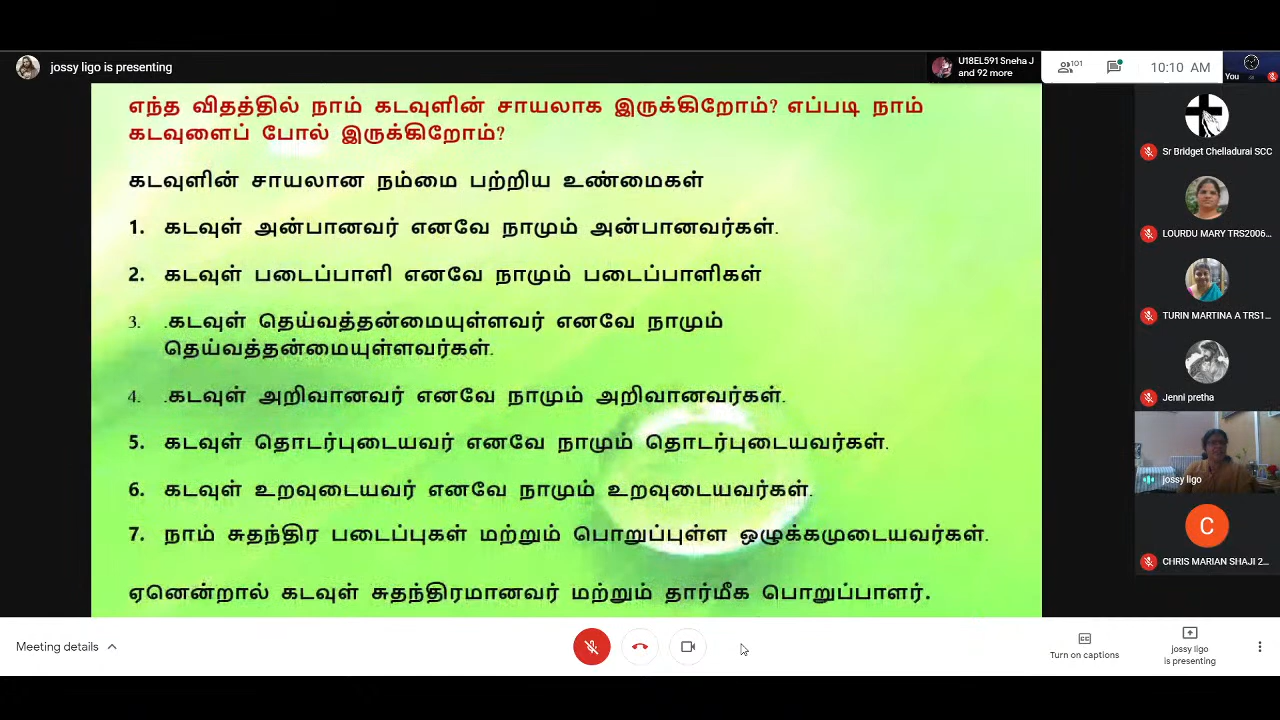 jossy ligo is presenting
U18EL591 Sneha J
and 92 more
101
10:10 AM
You
எந்த விதத்தில் நாம் கடவுளின் சாயலாக இருக்கிறோம்? எப்படி நாம்
கடவுளைப் போல் இருக்கிறோம்?
கடவுளின் சாயலான நம்மை பற்றிய உண்மைகள்
1. கடவுள் அன்பானவர் எனவே நாமும் அன்பானவர்கள்.
2. கடவுள் படைப்பாளி எனவே நாமும் படைப்பாளிகள்
3. .கடவுள் தெய்வத்தன்மையுள்ளவர் எனவே நாமும்
தெய்வத்தன்மையுள்ளவர்கள்.
4. .கடவுள் அறிவானவர் எனவே நாமும் அறிவானவர்கள்.
5. கடவுள் தொடர்புடையவர் எனவே நாமும் தொடர்புடையவர்கள்.
6. கடவுள் உறவுடையவர் எனவே நாமும் உறவுடையவர்கள்.
7. நாம் சுதந்திர படைப்புகள் மற்றும் பொறுப்புள்ள ஒழுக்கமுடையவர்கள்.
ஏனென்றால் கடவுள் சுதந்திரமானவர் மற்றும் தார்மீக பொறுப்பாளர்.
Sr Bridget Chelladurai SCC
LOURDU MARY TRS2006...
TURIN MARTINA A TRS1...
Jenni pretha
jossy ligo
C
CHRIS MARIAN SHAJI 2...
Meeting details
CC
Turn on captions
jossy ligo
is presenting